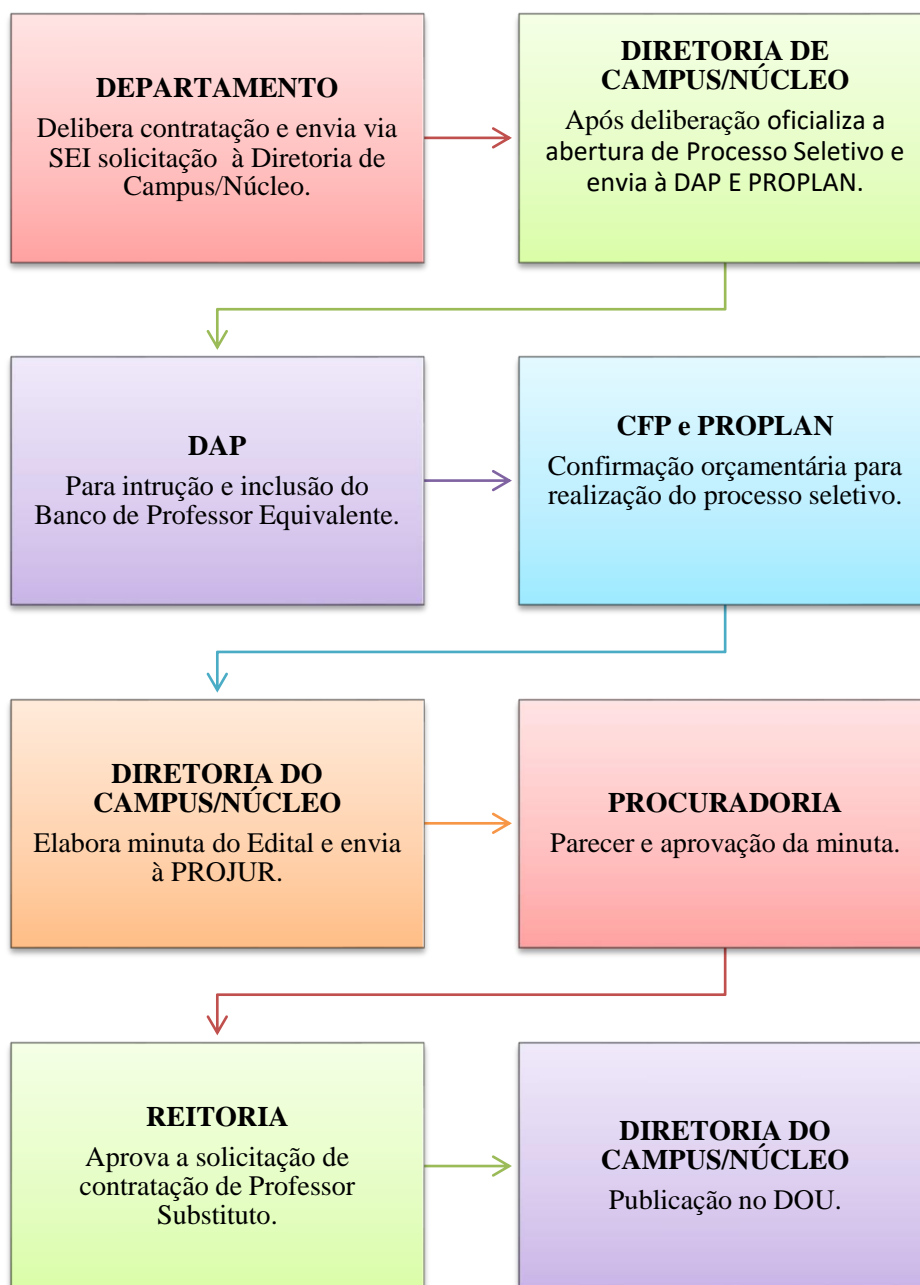 DEPARTAMENTO
Delibera contratação e envia via
SEI solicitação à Diretoria de
Campus/Núcleo.
DIRETORIA DE
CAMPUS/NÚCLEO
Após deliberação oficializa a
abertura de Processo Seletivo e
envia à DAP E PROPLAN.
DAP
Para intrução e inclusão do
Banco de Professor Equivalente.
CFP e PROPLAN
Confirmação orçamentária para
realização do processo seletivo.
DIRETORIA DO
CAMPUS/NÚCLEO
Elabora minuta do Edital e envia
à PROJUR.
PROCURADORIA
Parecer e aprovação da minuta.
REITORIA
Aprova a solicitação de
contratação de Professor
Substituto.
DIRETORIA DO
CAMPUS/NÚCLEO
Publicação no DOU.